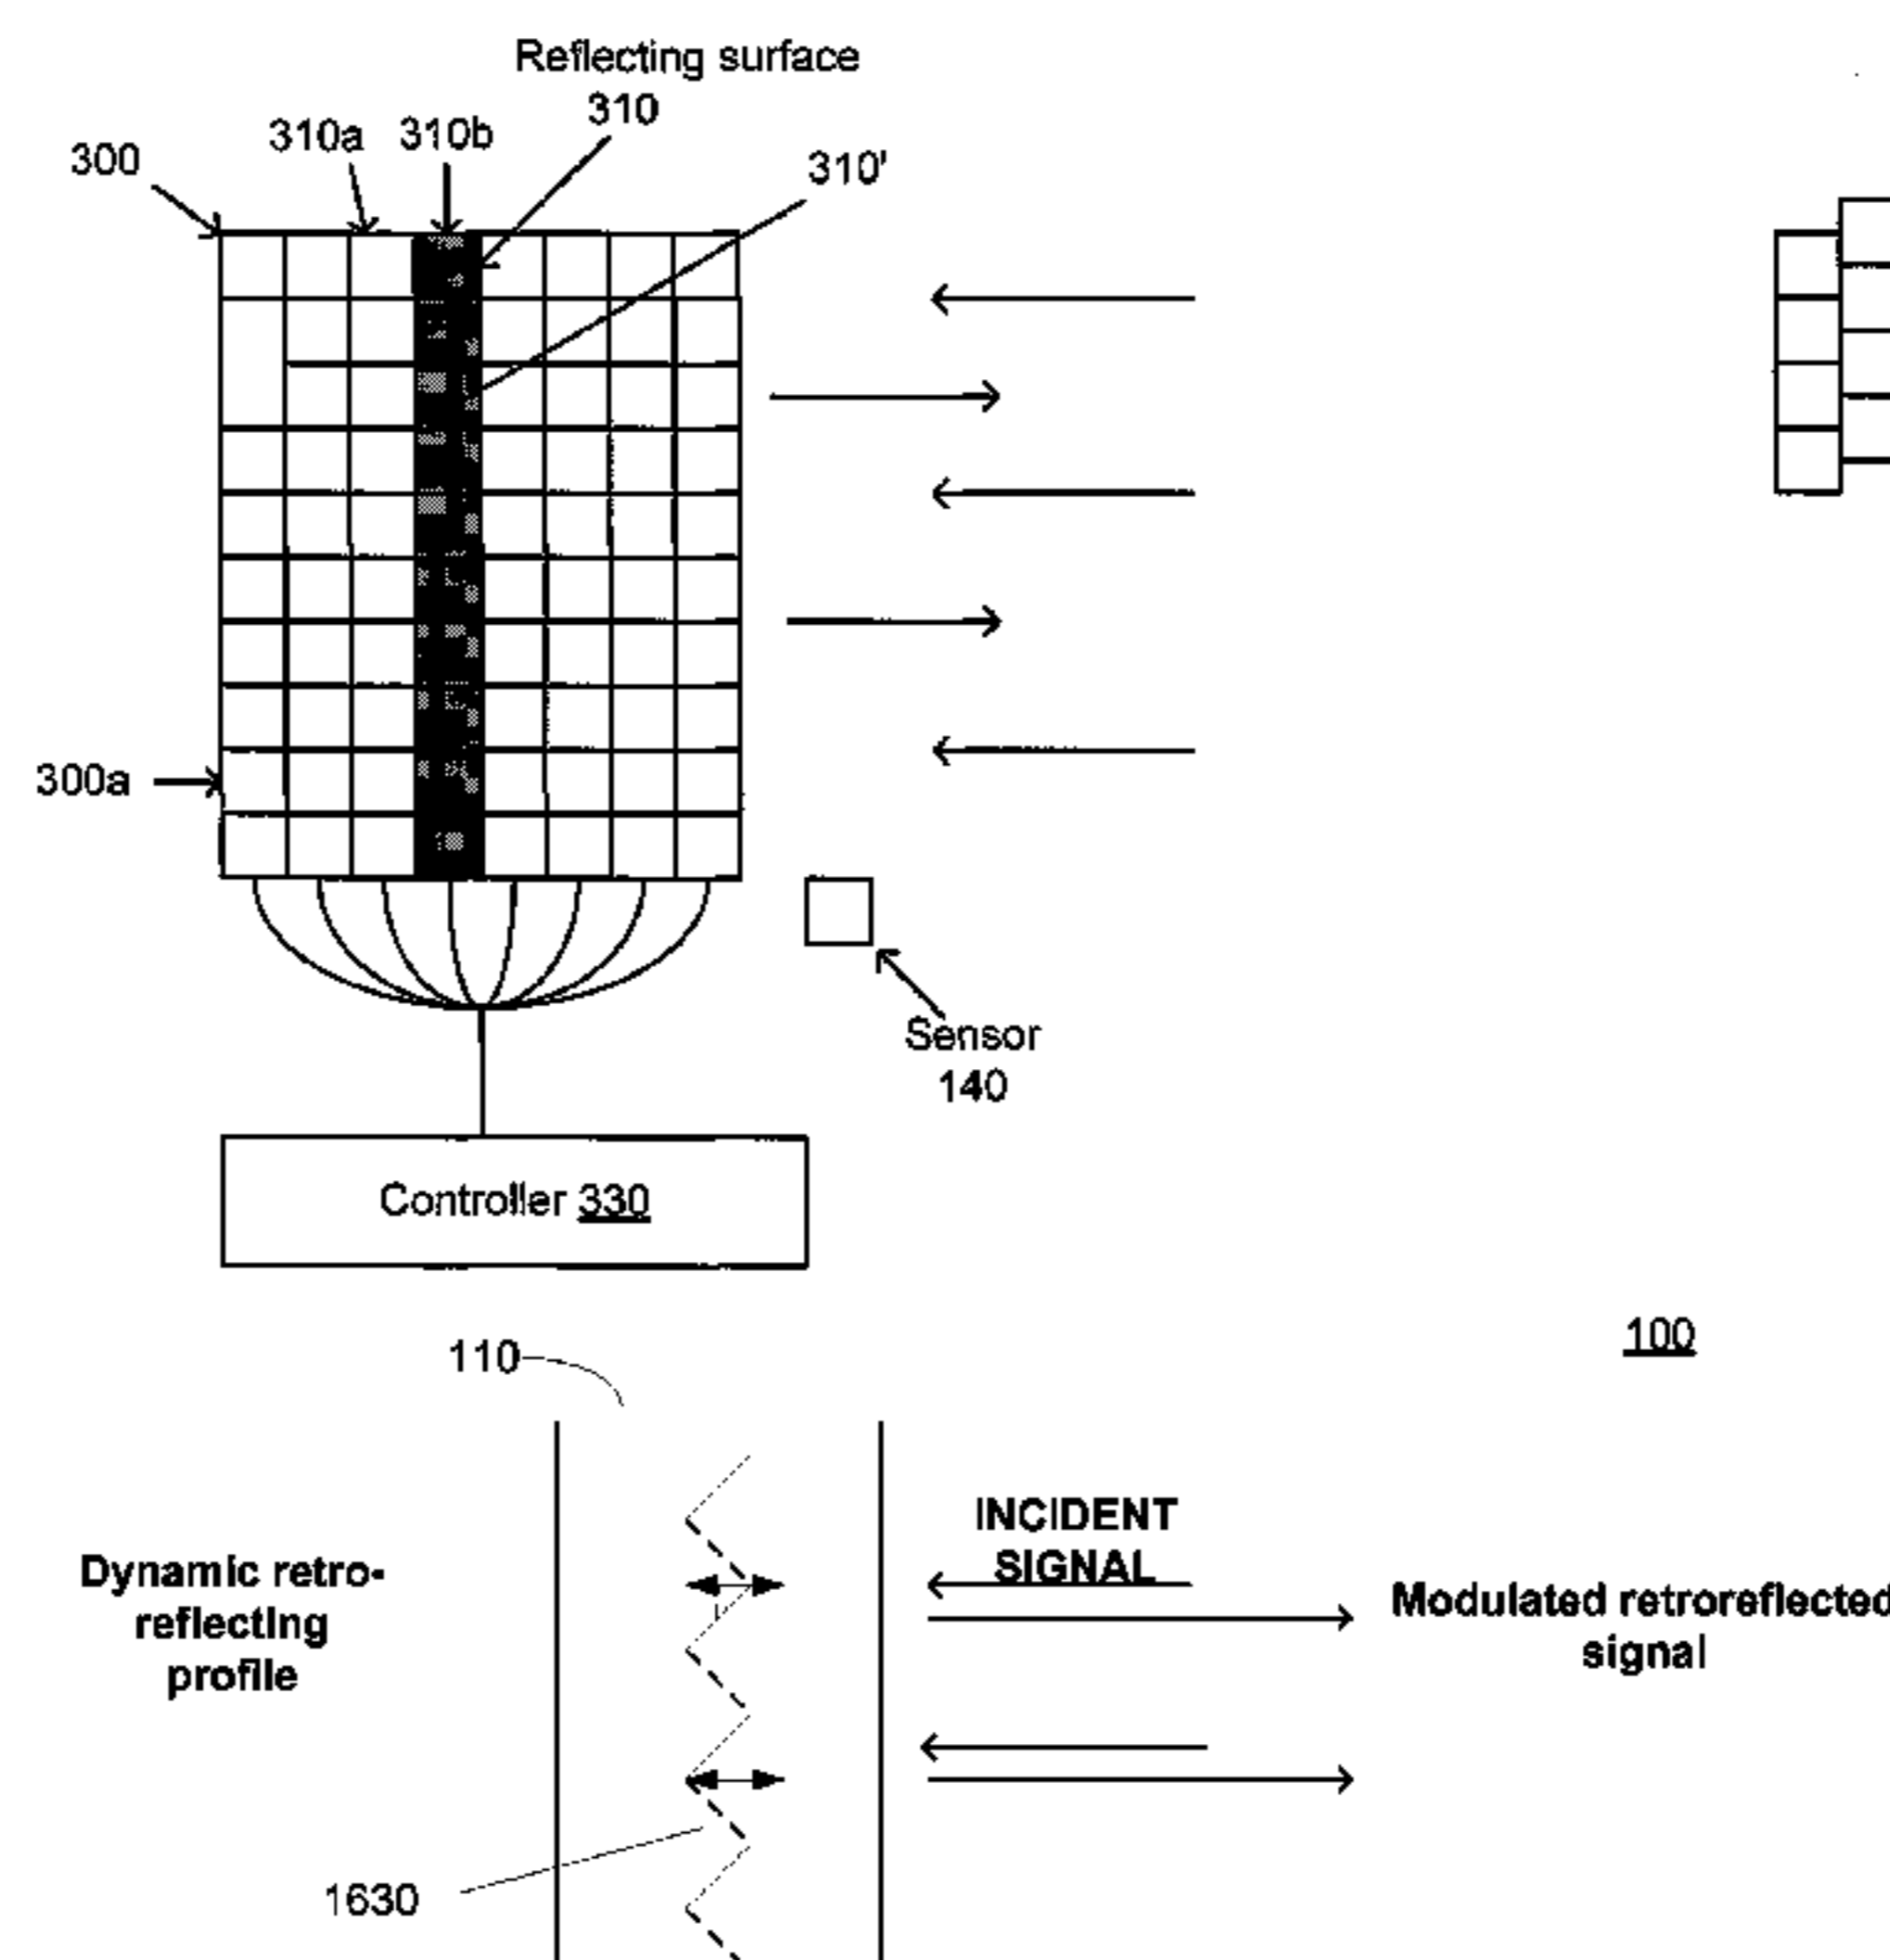 Reflecting surface
310
310a
310b
300
310'
300a
Sensor
140
Controller 330
100
110
INCIDENT
SIGNAL
Dynamic retro-
reflecting
profile
Modulated retroreflected
signal
1630